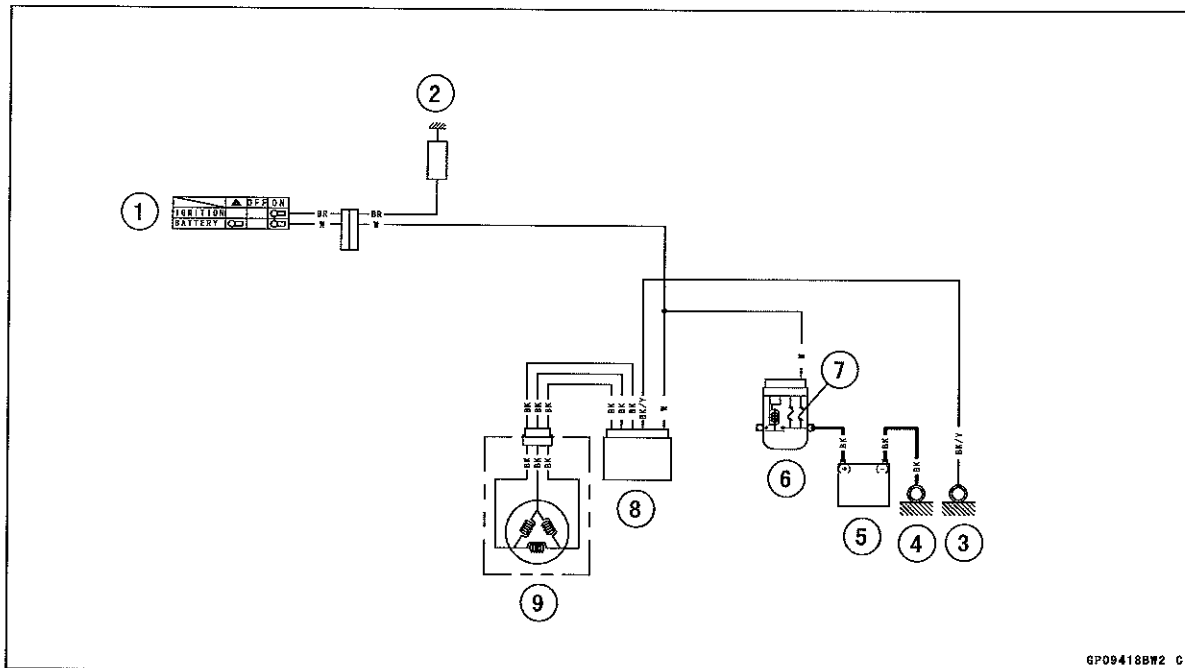 2
1
▲ OFF ON
IGNITION
BATTERY
BR BR
W W
W
7
BK BK BK BK/Y W
BK BK BK
BK BK BK
BK BK
BK/Y
(+) (-)
6
8
5
4
3
9
GP09418BW2 C